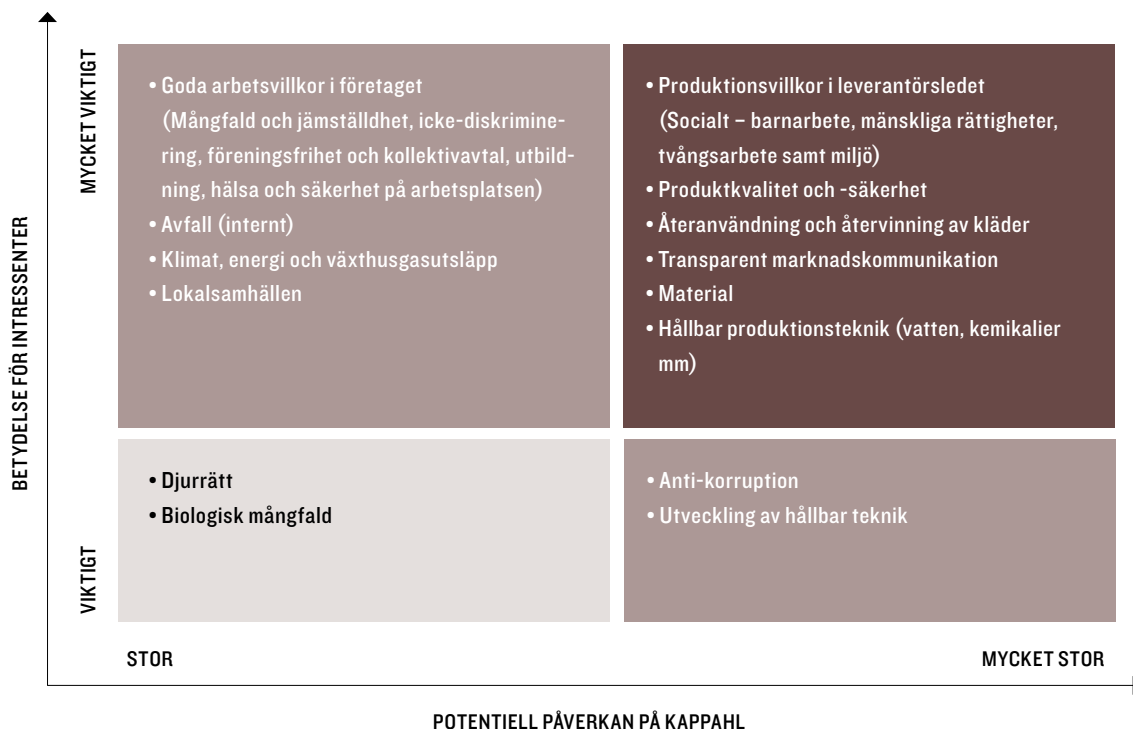 BETYDELSE FÖR INTRESSENTER
MYCKET VIKTIGT
• Goda arbetsvillkor i företaget
(Mångfald och jämställdhet, icke-diskrimine-
ring, föreningsfrihet och kollektivavtal, utbild-
ning, hälsa och säkerhet på arbetsplatsen)
• Avfall (internt)
• Klimat, energi och växthusgasutsläpp
• Lokalsamhällen
• Produktionsvillkor i leverantörsledet
(Socialt – barnarbete, mänskliga rättigheter,
tvångsarbete samt miljö)
• Produktkvalitet och -säkerhet
• Återanvändning och återvinning av kläder
• Transparent marknadskommunikation
• Material
• Hållbar produktionsteknik (vatten, kemikalier
mm)
VIKTIGT
• Djurrätt
• Biologisk mångfald
• Anti-korruption
• Utveckling av hållbar teknik
STOR
MYCKET STOR
POTENTIELL PÅVERKAN PÅ KAPPAHL